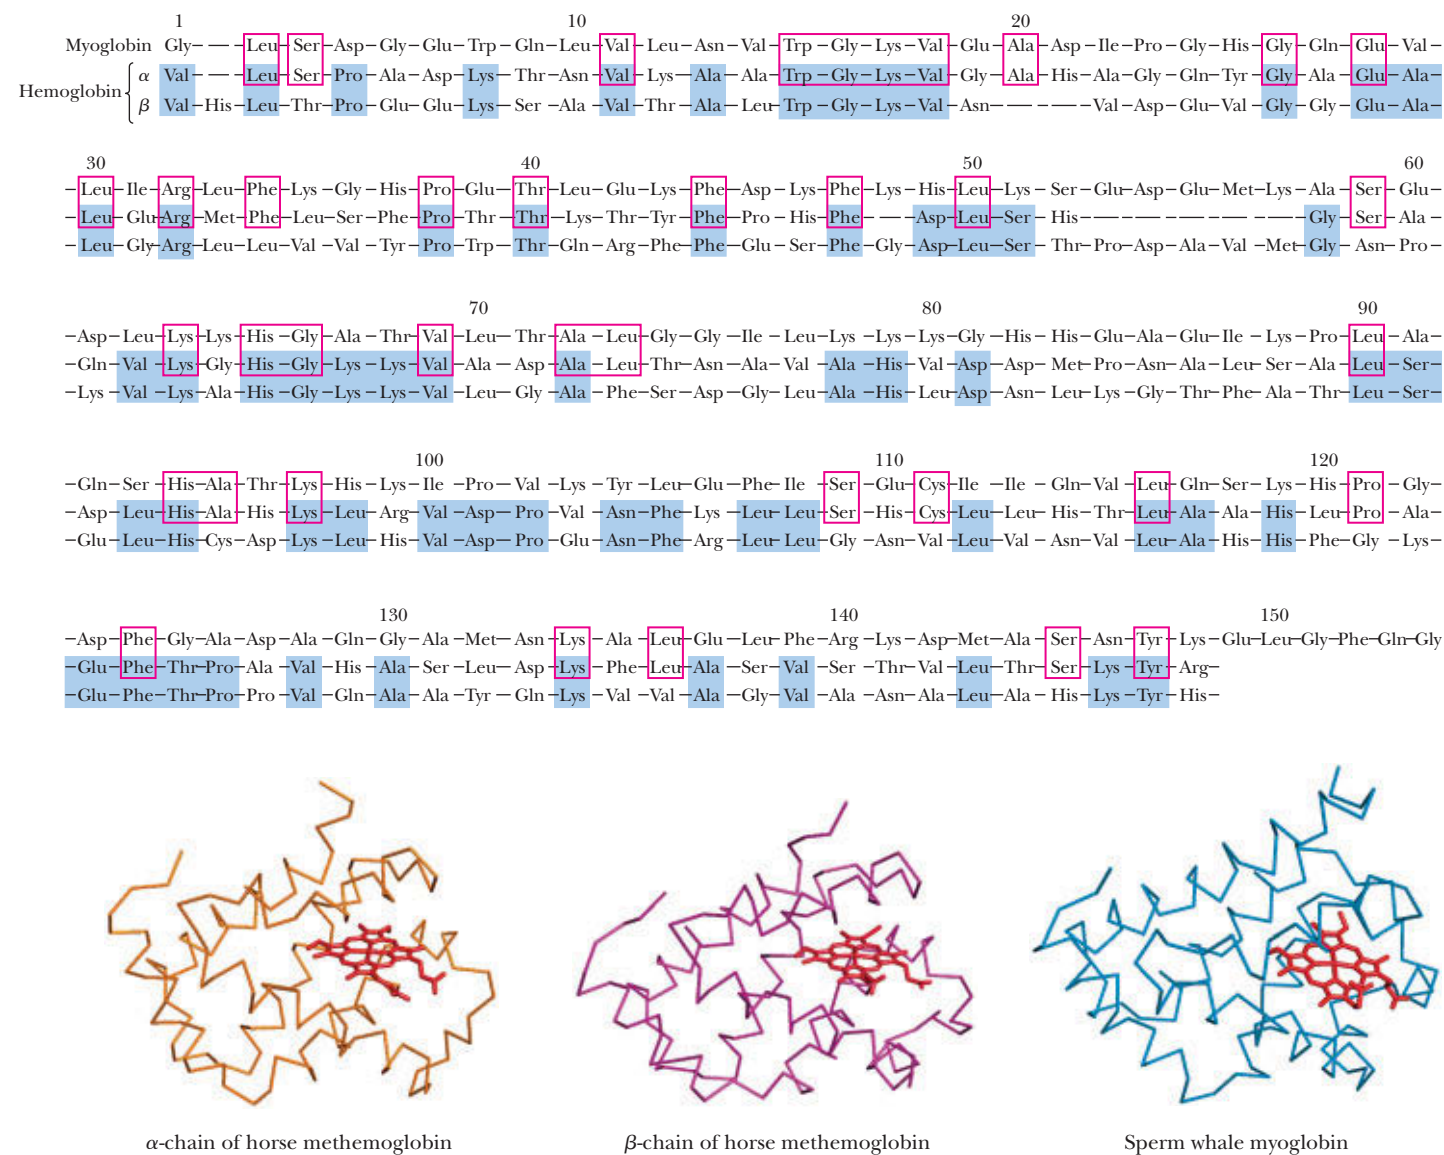 1 10 20
Myoglobin Gly– — –Leu–Ser–Asp–Gly–Glu–Trp–Gln–Leu–Val–Leu–Asn–Val–Trp–Gly–Lys–Val–Glu–Ala–Asp–Ile–Pro–Gly–His–Gly–Gln–Glu–Val–
Hemoglobin α Val– — –Leu–Ser–Pro–Ala–Asp–Lys–Thr–Asn–Val–Lys–Ala–Ala–Trp–Gly–Lys–Val–Gly–Ala–His–Ala–Gly–Gln–Tyr–Gly–Ala–Glu–Ala–
β Val–His–Leu–Thr–Pro–Glu–Glu–Lys–Ser–Ala–Val–Thr–Ala–Leu–Trp–Gly–Lys–Val–Asn— — —Val–Asp–Glu–Val–Gly–Gly–Glu–Ala–
30 40 50 60
–Leu–Ile–Arg–Leu–Phe–Lys–Gly–His–Pro–Glu–Thr–Leu–Glu–Lys–Phe–Asp–Lys–Phe–Lys–His–Leu–Lys–Ser–Glu–Asp–Glu–Met–Lys–Ala–Ser–Glu–
–Leu–Glu–Arg–Met–Phe–Leu–Ser–Phe–Pro–Thr–Thr–Lys–Thr–Tyr–Phe–Pro–His–Phe– — –Asp–Leu–Ser–His— — — — — —Gly–Ser–Ala–
–Leu–Gly–Arg–Leu–Leu–Val–Val–Tyr–Pro–Trp–Thr–Gln–Arg–Phe–Phe–Glu–Ser–Phe–Gly–Asp–Leu–Ser–Thr–Pro–Asp–Ala–Val–Met–Gly–Asn–Pro–
70 80 90
–Asp–Leu–Lys–Lys–His–Gly–Ala–Thr–Val–Leu–Thr–Ala–Leu–Gly–Gly–Ile–Leu–Lys–Lys–Lys–Gly–His–His–Glu–Ala–Glu–Ile–Lys–Pro–Leu–Ala–
–Gln–Val–Lys–Gly–His–Gly–Lys–Lys–Val–Ala–Asp–Ala–Leu–Thr–Asn–Ala–Val–Ala–His–Val–Asp–Asp–Met–Pro–Asn–Ala–Leu–Ser–Ala–Leu–Ser–
–Lys–Val–Lys–Ala–His–Gly–Lys–Lys–Val–Leu–Gly–Ala–Phe–Ser–Asp–Gly–Leu–Ala–His–Leu–Asp–Asn–Leu–Lys–Gly–Thr–Phe–Ala–Thr–Leu–Ser–
100 110 120
–Gln–Ser–His–Ala–Thr–Lys–His–Lys–Ile–Pro–Val–Lys–Tyr–Leu–Glu–Phe–Ile–Ser–Glu–Cys–Ile–Ile–Gln–Val–Leu–Gln–Ser–Lys–His–Pro–Gly–
–Asp–Leu–His–Ala–His–Lys–Leu–Arg–Val–Asp–Pro–Val–Asn–Phe–Lys–Leu–Leu–Ser–His–Cys–Leu–Leu–His–Thr–Leu–Ala–Ala–His–Leu–Pro–Ala–
–Glu–Leu–His–Cys–Asp–Lys–Leu–His–Val–Asp–Pro–Glu–Asn–Phe–Arg–Leu–Leu–Gly–Asn–Val–Leu–Val–Asn–Val–Leu–Ala–His–His–Phe–Gly–Lys–
130 140 150
–Asp–Phe–Gly–Ala–Asp–Ala–Gln–Gly–Ala–Met–Asn–Lys–Ala–Leu–Glu–Leu–Phe–Arg–Lys–Asp–Met–Ala–Ser–Asn–Tyr–Lys–Glu–Leu–Gly–Phe–Gln–Gly
–Glu–Phe–Thr–Pro–Ala–Val–His–Ala–Ser–Leu–Asp–Lys–Phe–Leu–Ala–Ser–Val–Ser–Thr–Val–Leu–Thr–Ser–Lys–Tyr–Arg–
–Glu–Phe–Thr–Pro–Pro–Val–Gln–Ala–Ala–Tyr–Gln–Lys–Val–Val–Ala–Gly–Val–Ala–Asn–Ala–Leu–Ala–His–Lys–Tyr–His–
α-chain of horse methemoglobin
β-chain of horse methemoglobin
Sperm whale myoglobin